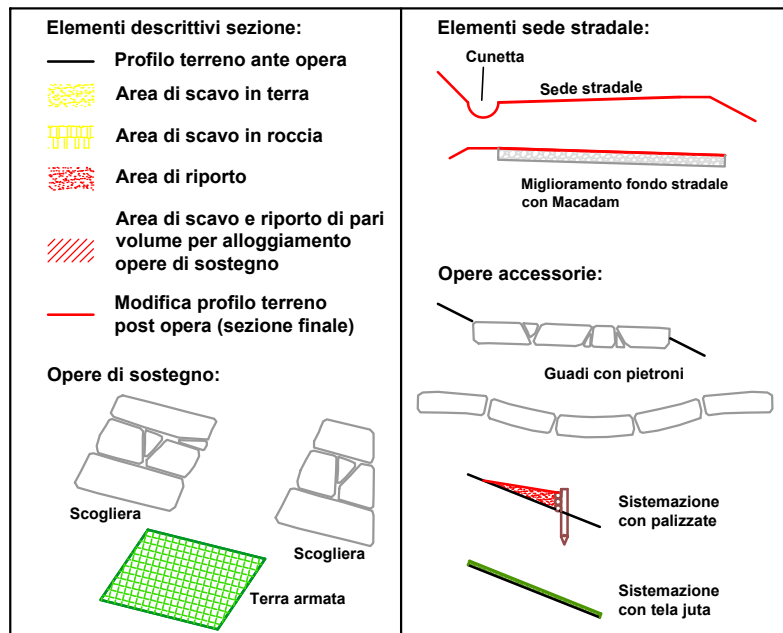 Elementi descrittivi sezione:
Profilo terreno ante opera
Area di scavo in terra
Area di scavo in roccia
Area di riporto
Area di scavo e riporto di pari
volume per alloggiamento
opere di sostegno
Modifica profilo terreno
post opera (sezione finale)
Opere di sostegno:
Scogliera
Scogliera
Terra armata
Elementi sede stradale:
Cunetta
Sede stradale
Miglioramento fondo stradale
con Macadam
Opere accessorie:
Guadi con pietroni
Sistemazione
con palizzate
Sistemazione
con tela juta